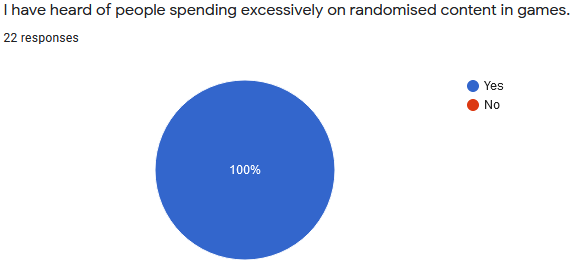 I have heard of people spending excessively on randomised content in games.
22 responses
Yes
No
100%